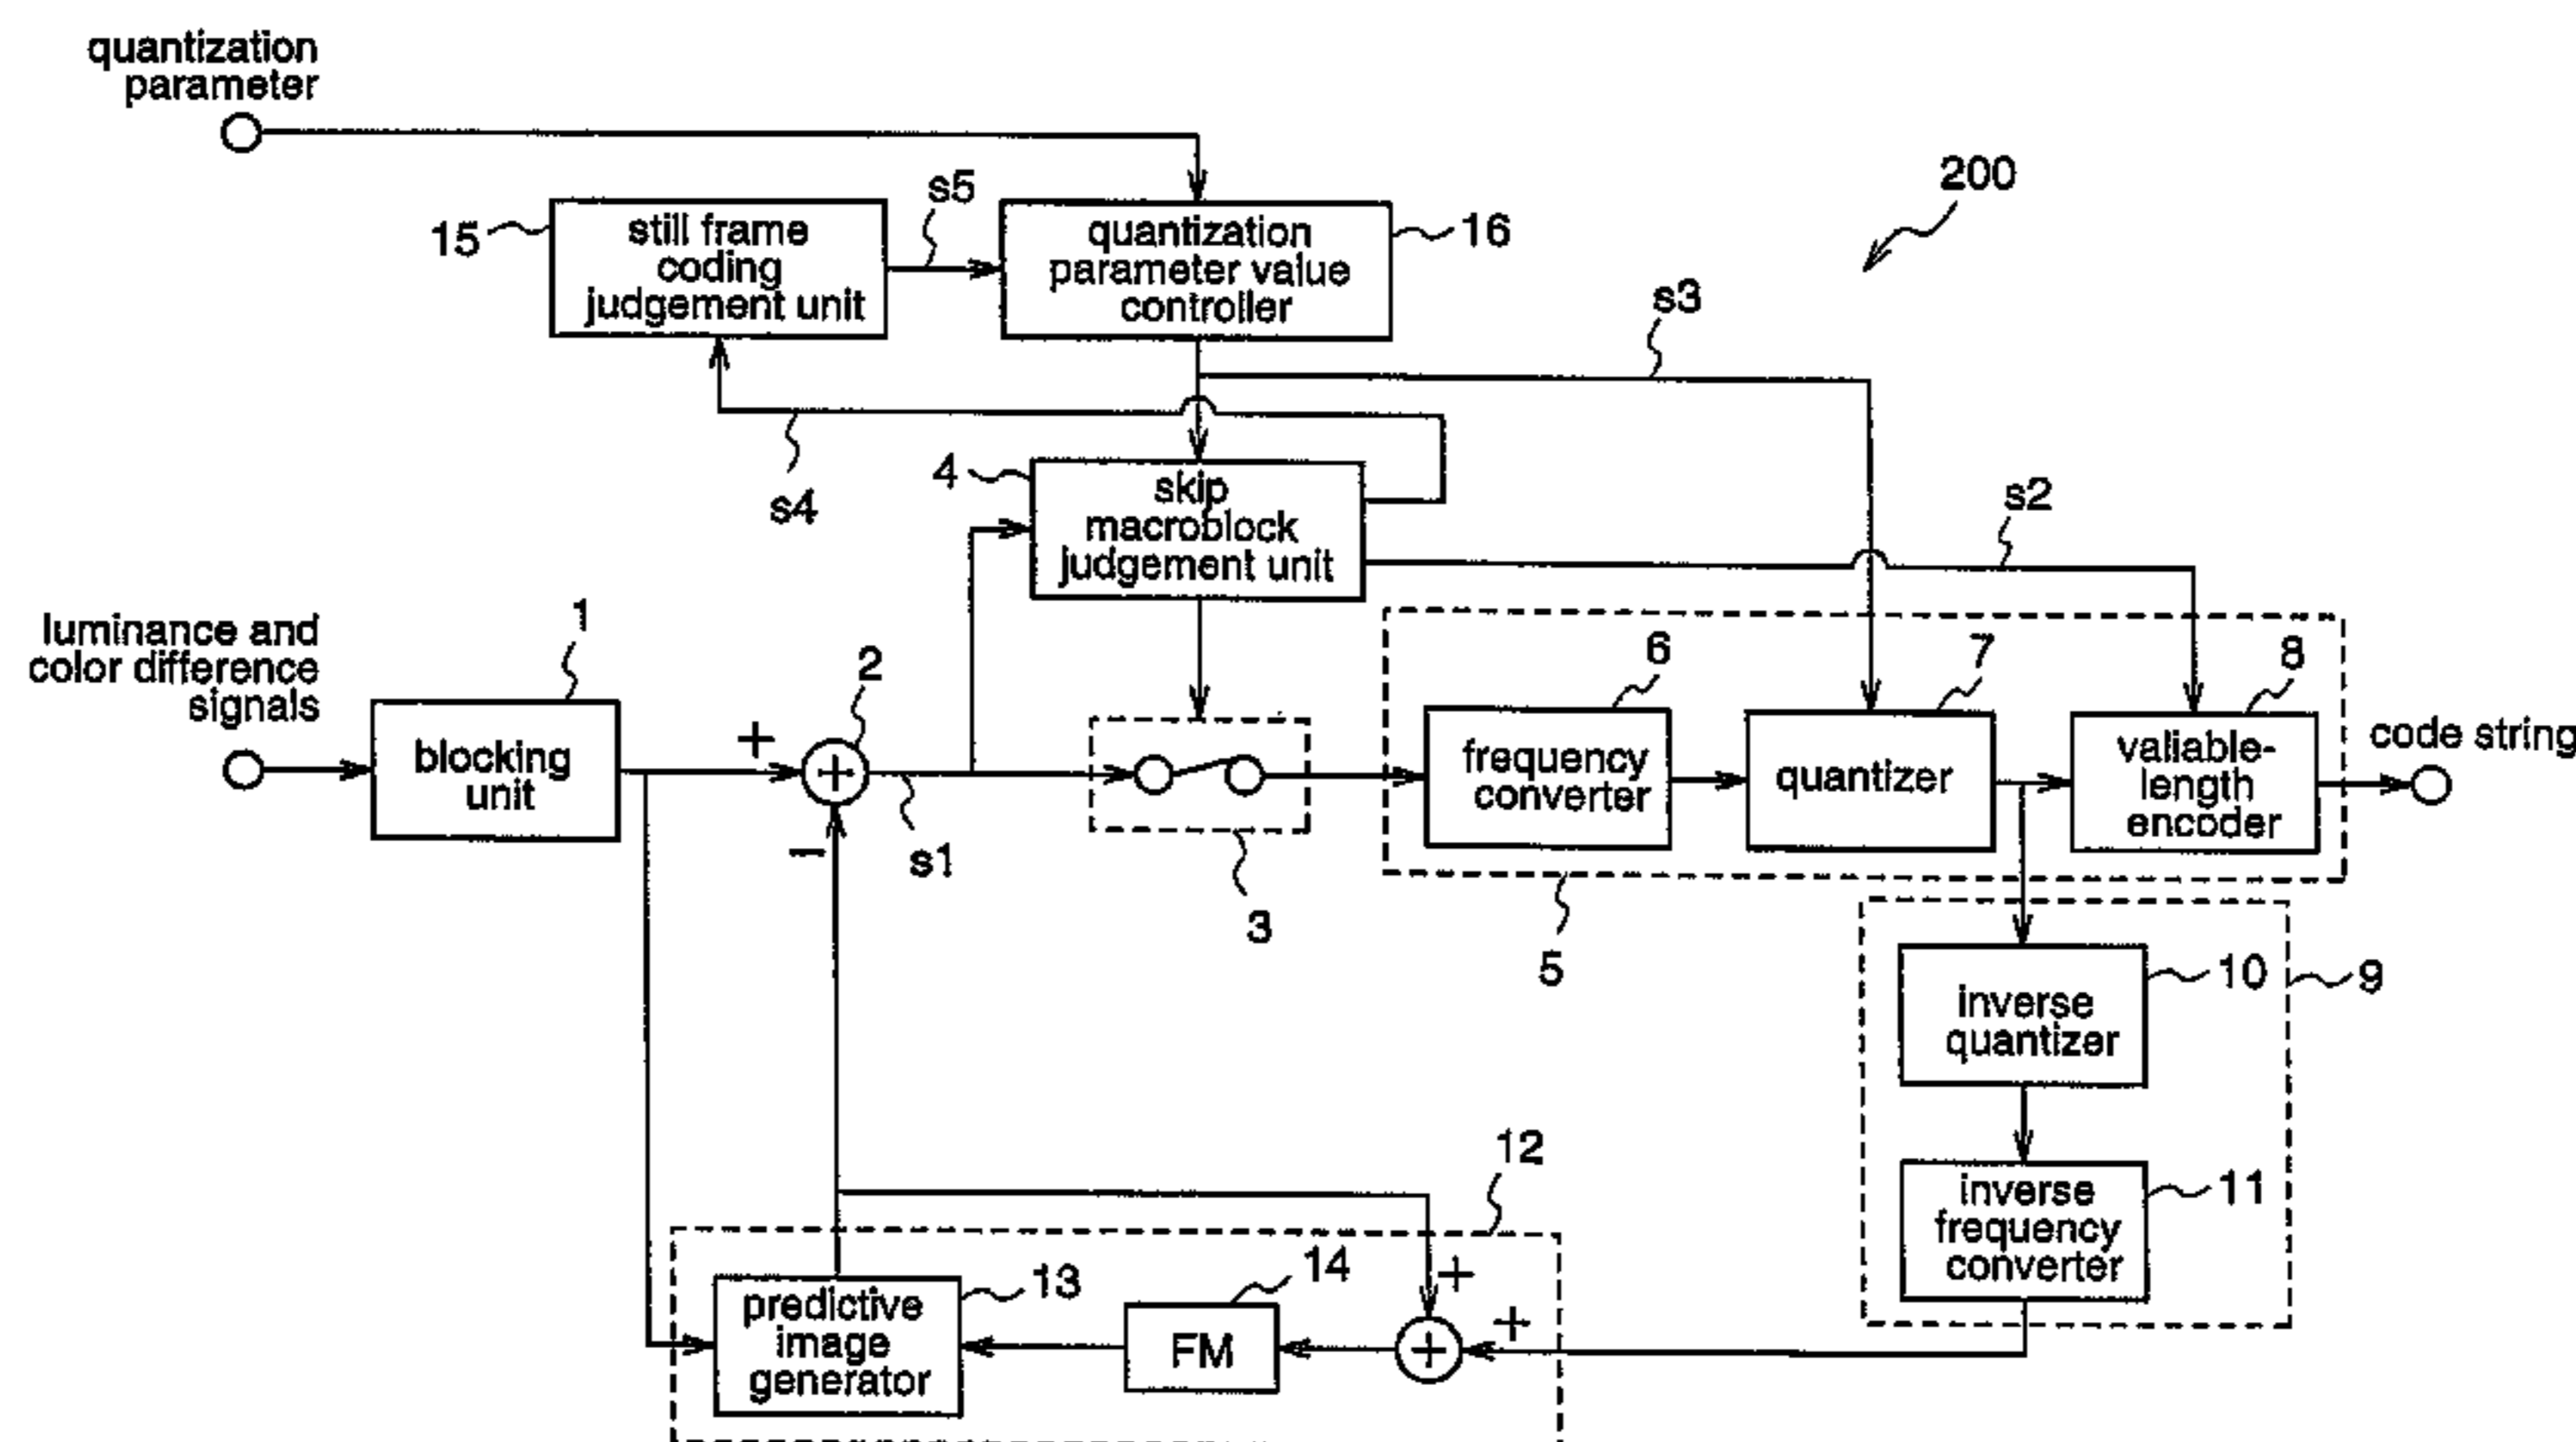 quantization
parameter
200
s5
15
still frame
coding
judgement unit
quantization
parameter value
controller
16
s3
s4
4
skip
macroblock
judgement unit
s2
luminance and
color difference
signals
1
blocking
unit
+
2
+
−
s1
3
6
frequency
converter
7
quantizer
8
valiable-
length
encoder
code string
5
10
inverse
quantizer
9
11
inverse
frequency
converter
12
13
predictive
image
generator
14
FM
+
+
+